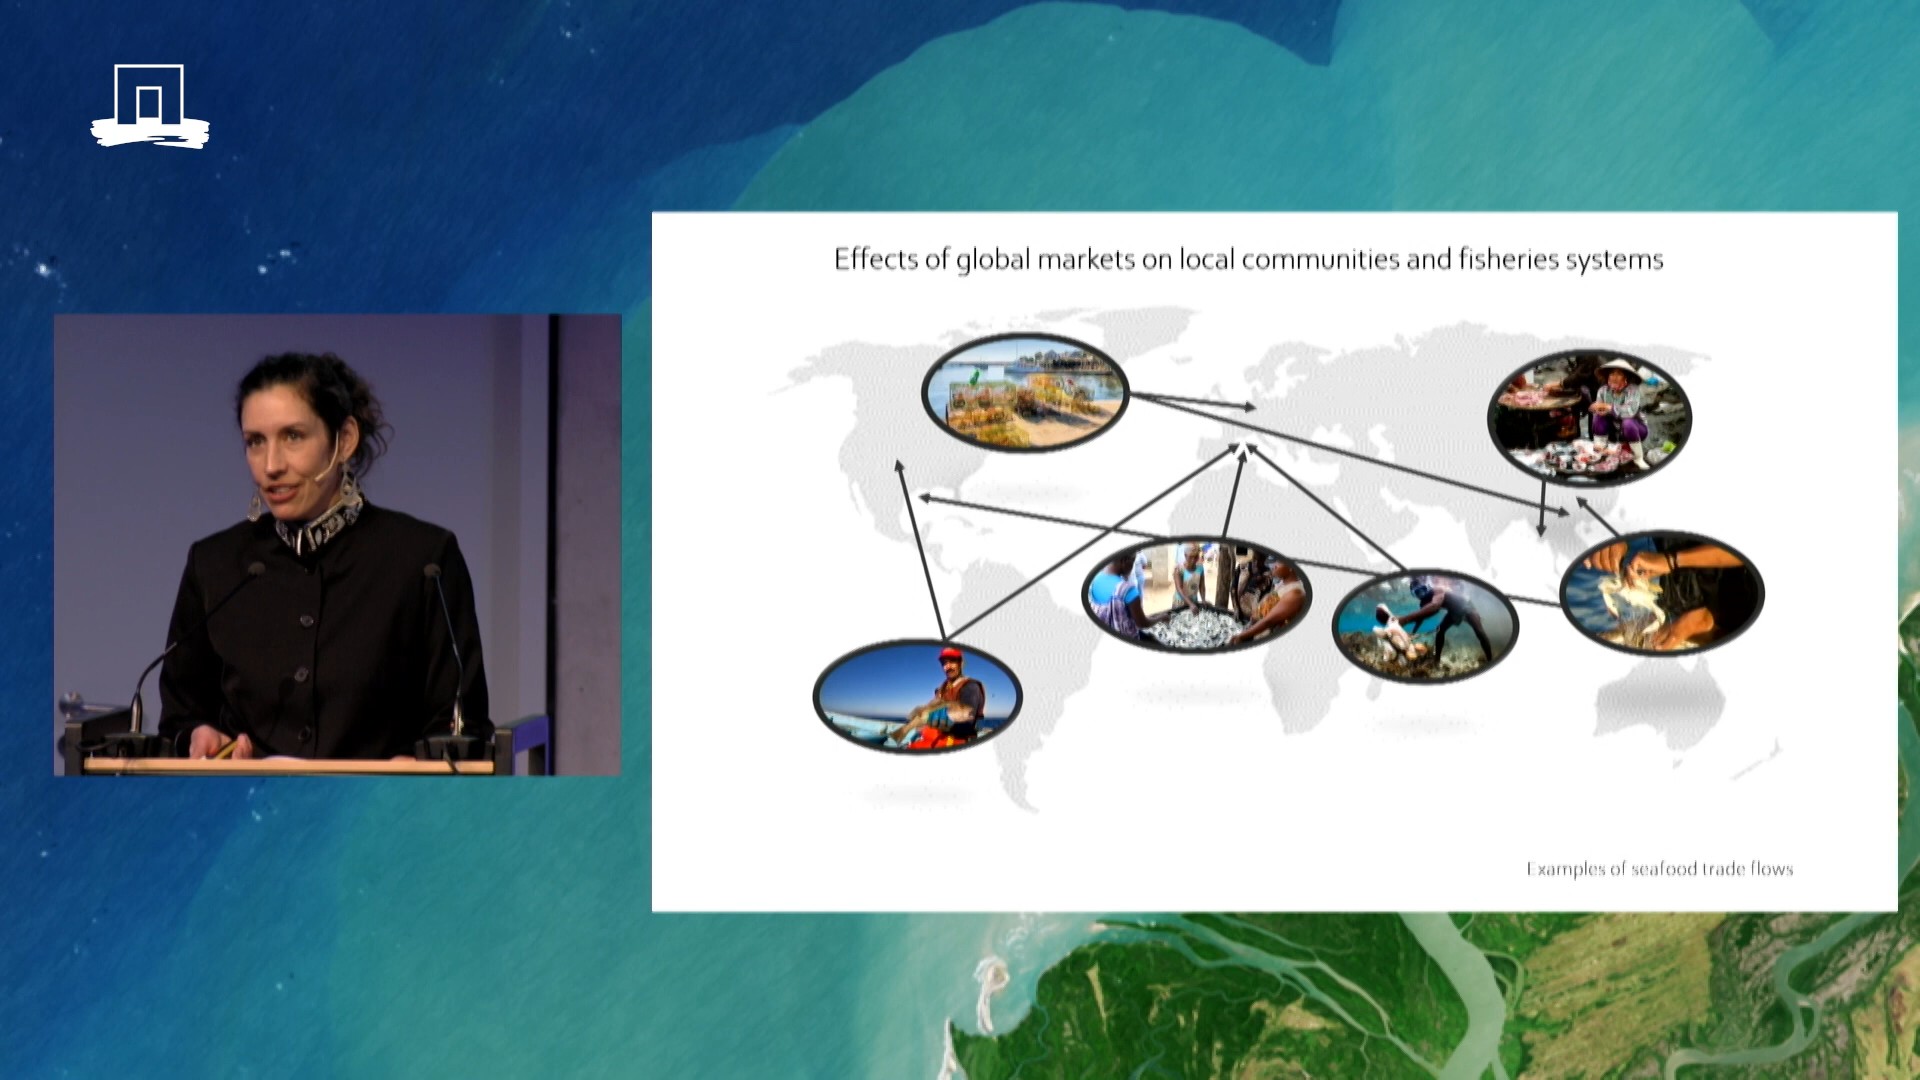 Effects of global markets on local communities and fisheries systems
Examples of seafood trade flows